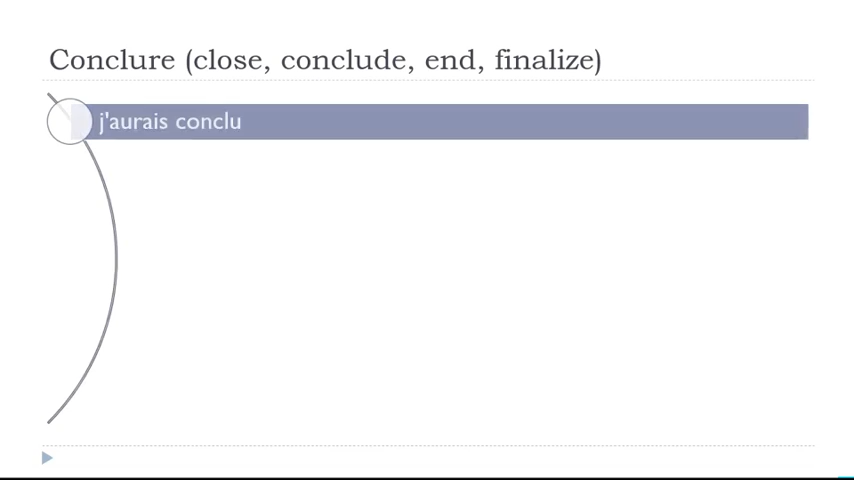 Conclure (close, conclude, end, finalize)
j'aurais conclu